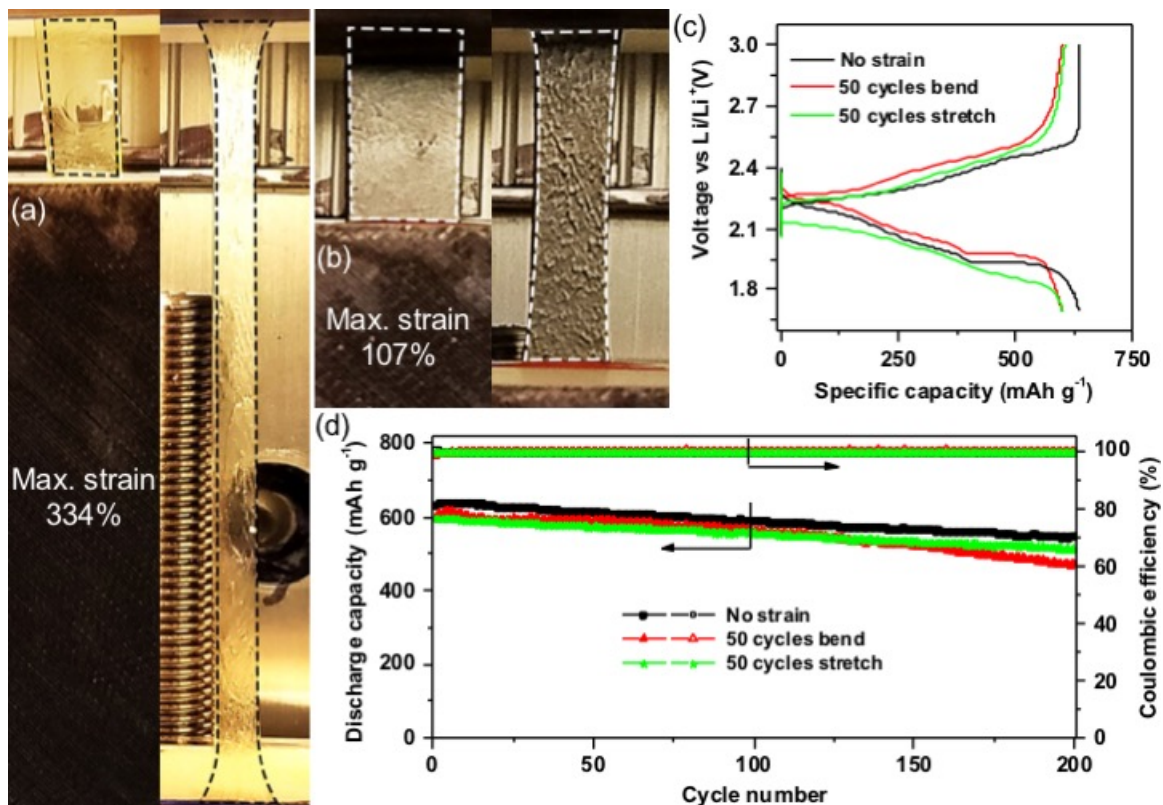 (a)
Max. strain
334%
(b)
Max. strain
107%
(c)
3.0
2.7
2.4
2.1
1.8
Voltage vs Li/Li⁺(V)
No strain
50 cycles bend
50 cycles stretch
0 250 500 750
Specific capacity (mAh g⁻¹)
(d)
800
600
400
200
0
Discharge capacity (mAh g⁻¹)
No strain
50 cycles bend
50 cycles stretch
100
80
60
40
20
0
Coulombic efficiency (%)
0 50 100 150 200
Cycle number